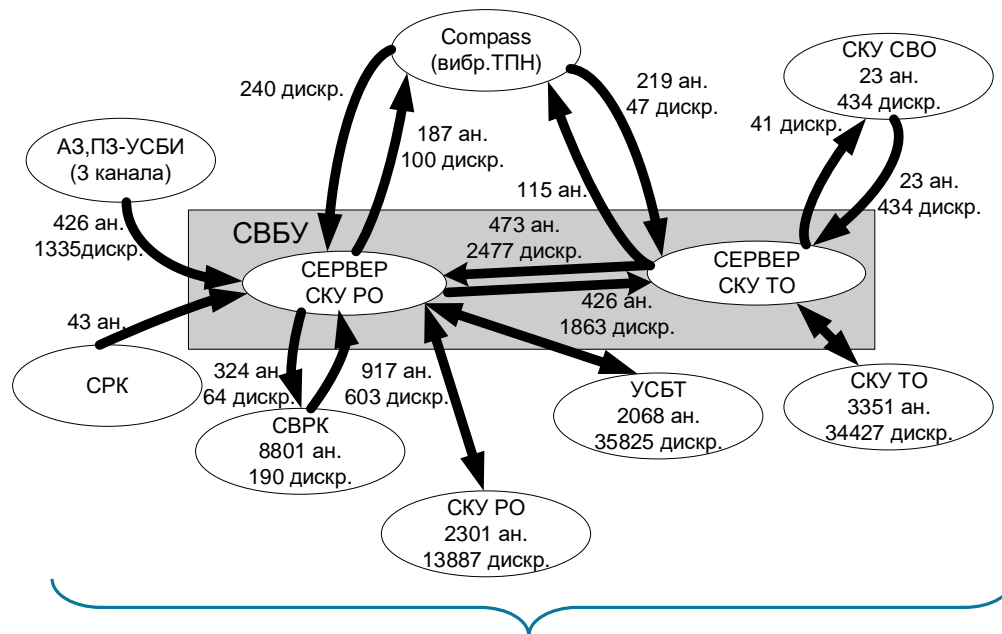 Compass
(вибр.ТПН)
СКУ СВО
23 ан.
434 дискр.
240 дискр.
219 ан.
47 дискр.
187 ан.
100 дискр.
41 дискр.
АЗ,ПЗ-УСБИ
(3 канала)
115 ан.
23 ан.
434 дискр.
426 ан.
1335дискр.
СВБУ
473 ан.
2477 дискр.
СЕРВЕР
СКУ РО
СЕРВЕР
СКУ ТО
426 ан.
1863 дискр.
43 ан.
СРК
324 ан.
64 дискр.
917 ан.
603 дискр.
СВРК
8801 ан.
190 дискр.
УСБТ
2068 ан.
35825 дискр.
СКУ ТО
3351 ан.
34427 дискр.
СКУ РО
2301 ан.
13887 дискр.